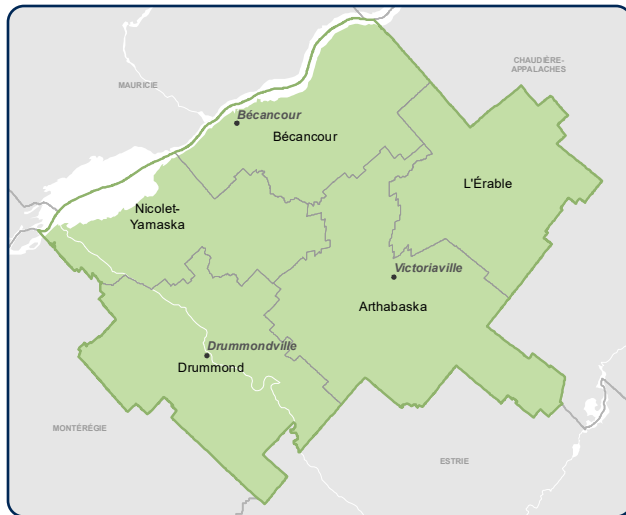 CHAUDIÈRE-
APPALACHES
MAURICIE
Bécancour
Bécancour
L'Érable
Nicolet-
Yamaska
Victoriaville
Arthabaska
Drummondville
Drummond
MONTÉRÉGIE
ESTRIE